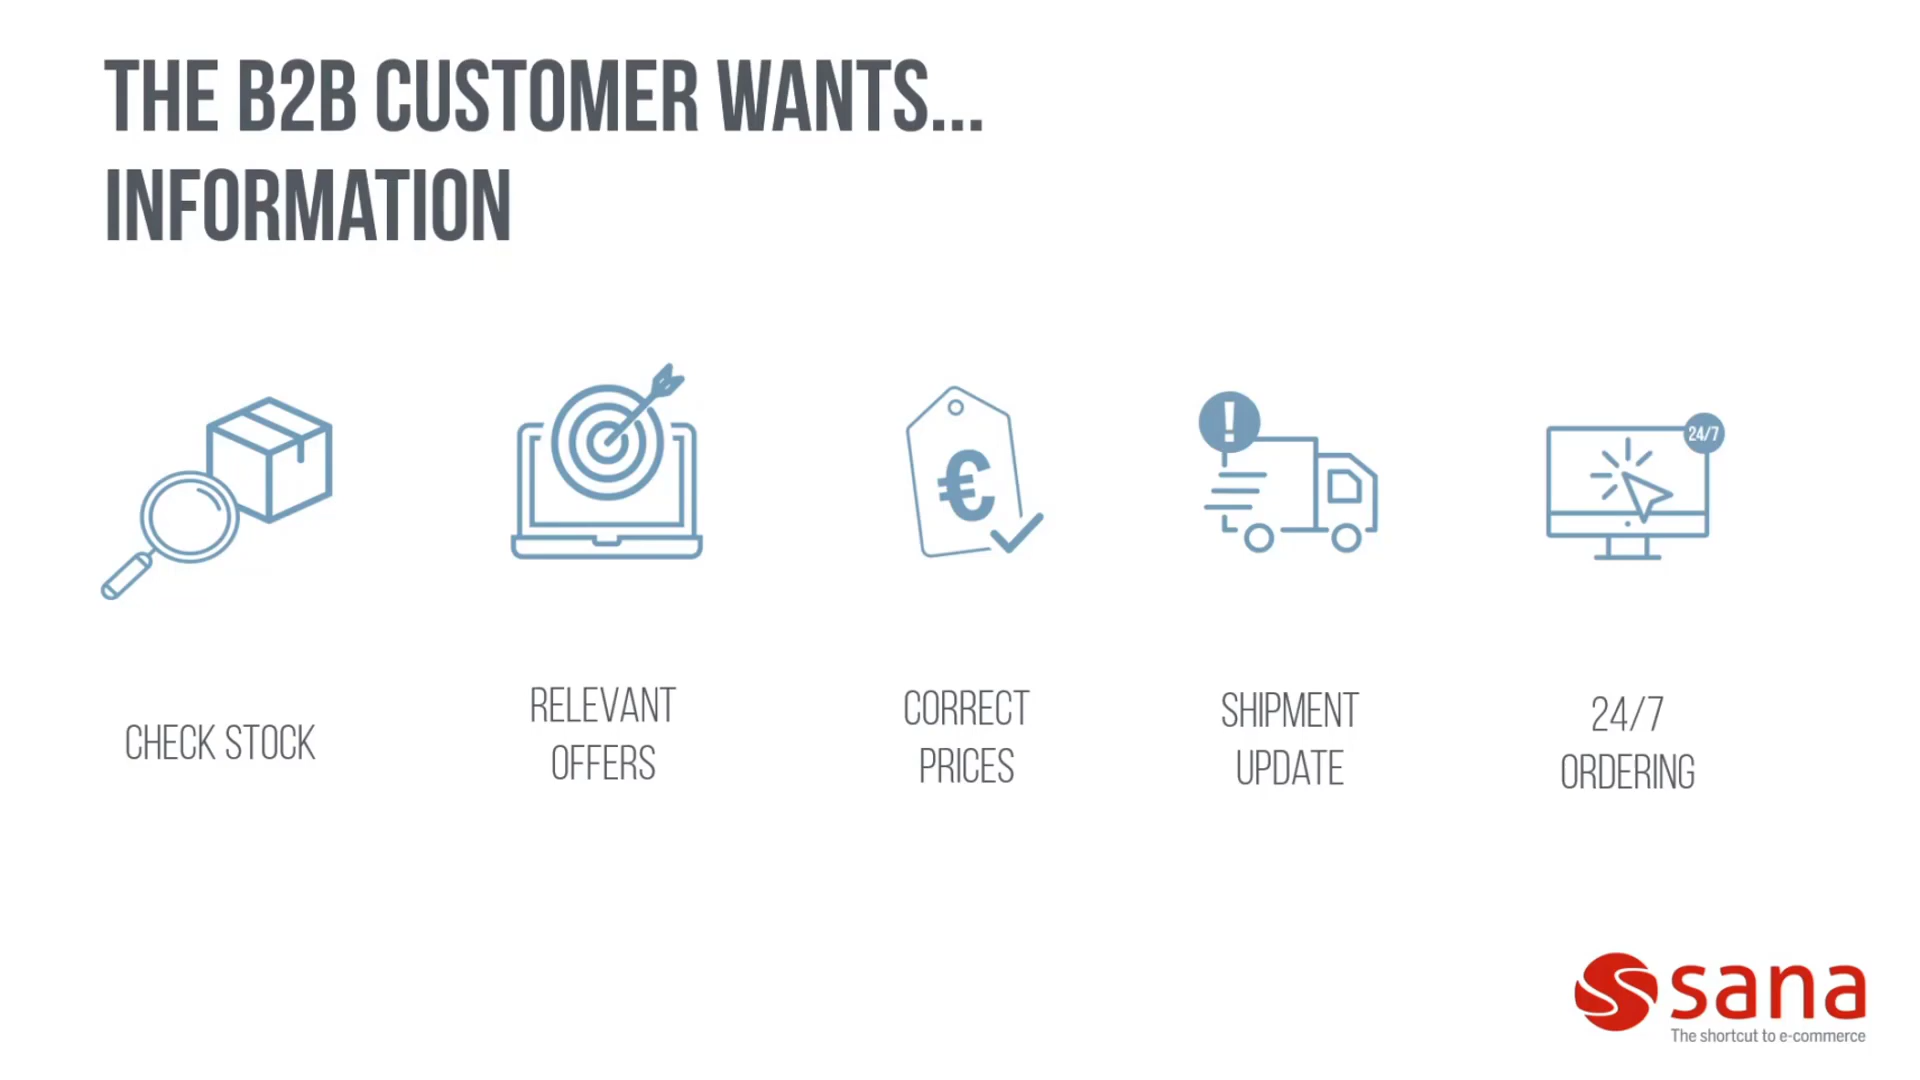 THE B2B CUSTOMER WANTS...
INFORMATION
!
€
24/7
CHECK STOCK
RELEVANT
OFFERS
CORRECT
PRICES
SHIPMENT
UPDATE
24/7
ORDERING
sana
The shortcut to e-commerce